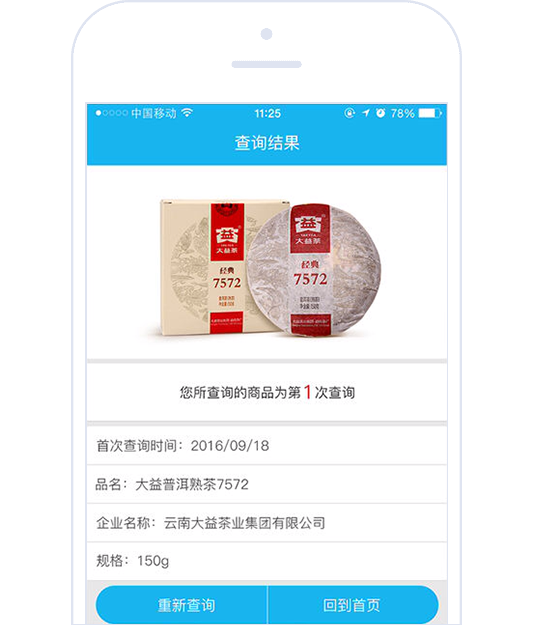 中国移动 11:25 78%
查询结果
益
TAETEA
大益茶
经典
7572
益
TAETEA
大益茶
经典
7572
您所查询的商品为第1次查询
首次查询时间：2016/09/18
品名：大益普洱熟茶7572
企业名称：云南大益茶业集团有限公司
规格：150g
重新查询 回到首页